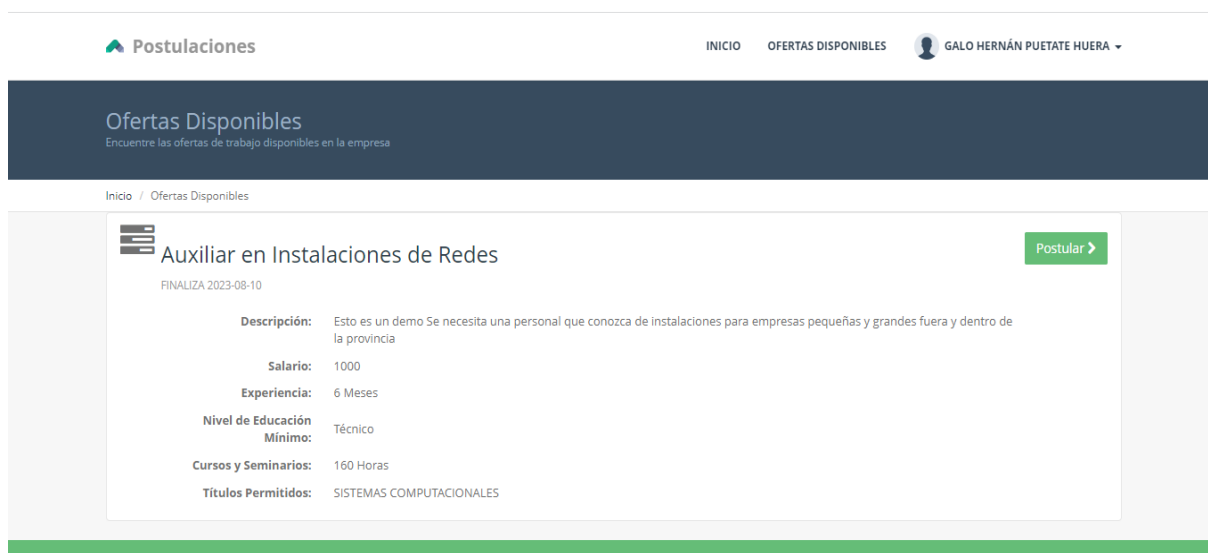 Postulaciones
INICIO OFERTAS DISPONIBLES GALO HERNÁN PUETATE HUERA
Ofertas Disponibles
Encuentre las ofertas de trabajo disponibles en la empresa
Inicio / Ofertas Disponibles
Auxiliar en Instalaciones de Redes
Postular
FINALIZA 2023-08-10
Descripción: Esto es un demo Se necesita una personal que conozca de instalaciones para empresas pequeñas y grandes fuera y dentro de
la provincia
Salario: 1000
Experiencia: 6 Meses
Nivel de Educación
Mínimo: Técnico
Cursos y Seminarios: 160 Horas
Títulos Permitidos: SISTEMAS COMPUTACIONALES